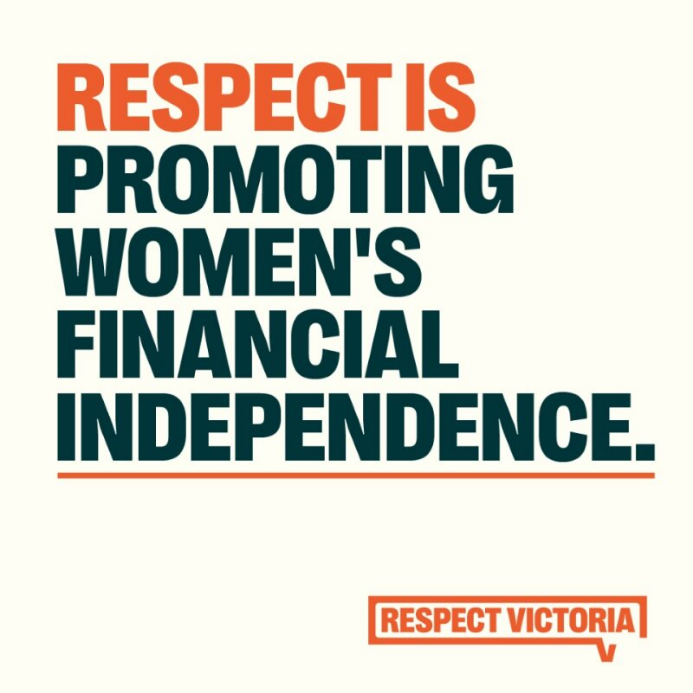 RESPECT IS
PROMOTING
WOMEN'S
FINANCIAL
INDEPENDENCE.
RESPECT VICTORIA